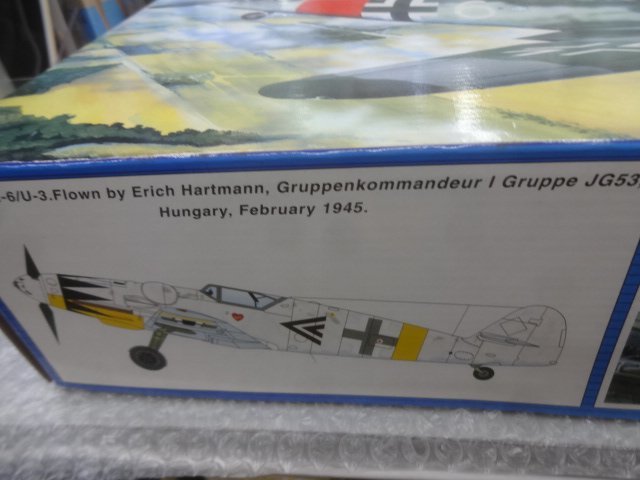 -6/U-3.Flown by Erich Hartmann, Gruppenkommandeur I Gruppe JG53,
Hungary, February 1945.